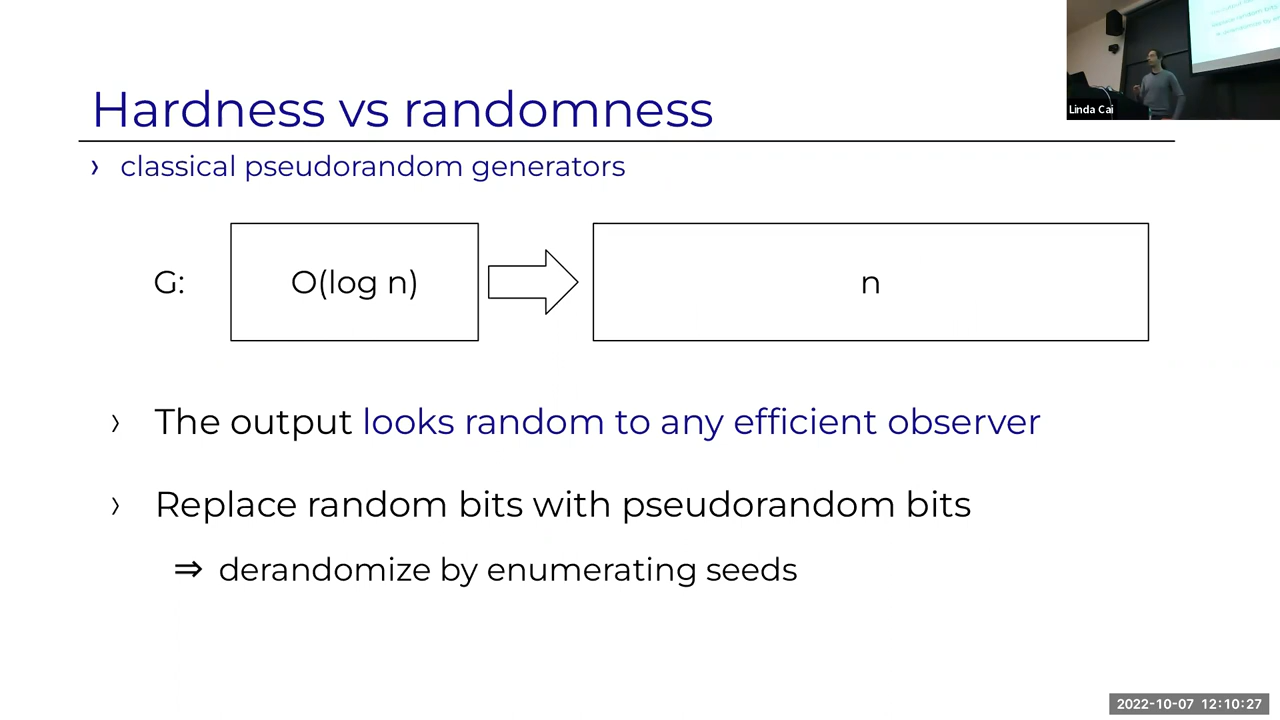 Hardness vs randomness
› classical pseudorandom generators
G:
O(log n)
n
› The output looks random to any efficient observer
› Replace random bits with pseudorandom bits
⇒ derandomize by enumerating seeds
Linda Cai
2022-10-07 12:10:27